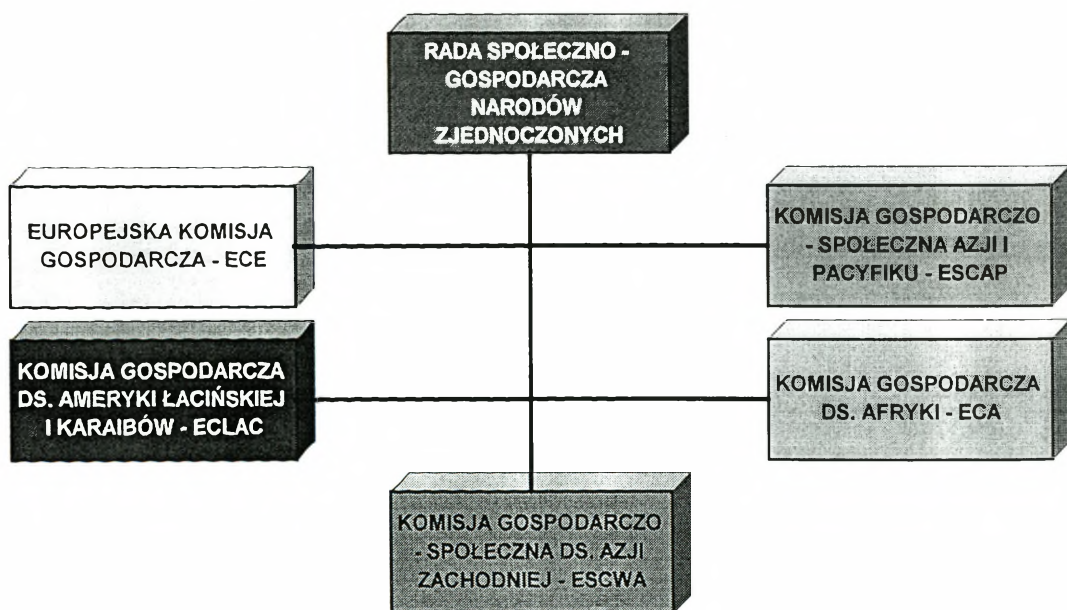 RADA SPOŁECZNO -
GOSPODARCZA
NARODÓW
ZJEDNOCZONYCH
EUROPEJSKA KOMISJA
GOSPODARCZA - ECE
KOMISJA GOSPODARCZO
- SPOŁECZNA AZJI I
PACYFIKU - ESCAP
KOMISJA GOSPODARCZA
DS. AMERYKI ŁACIŃSKIEJ
I KARAIBÓW - ECLAC
KOMISJA GOSPODARCZA
DS. AFRYKI - ECA
KOMISJA GOSPODARCZO
- SPOŁECZNA DS. AZJI
ZACHODNIEJ - ESCWA